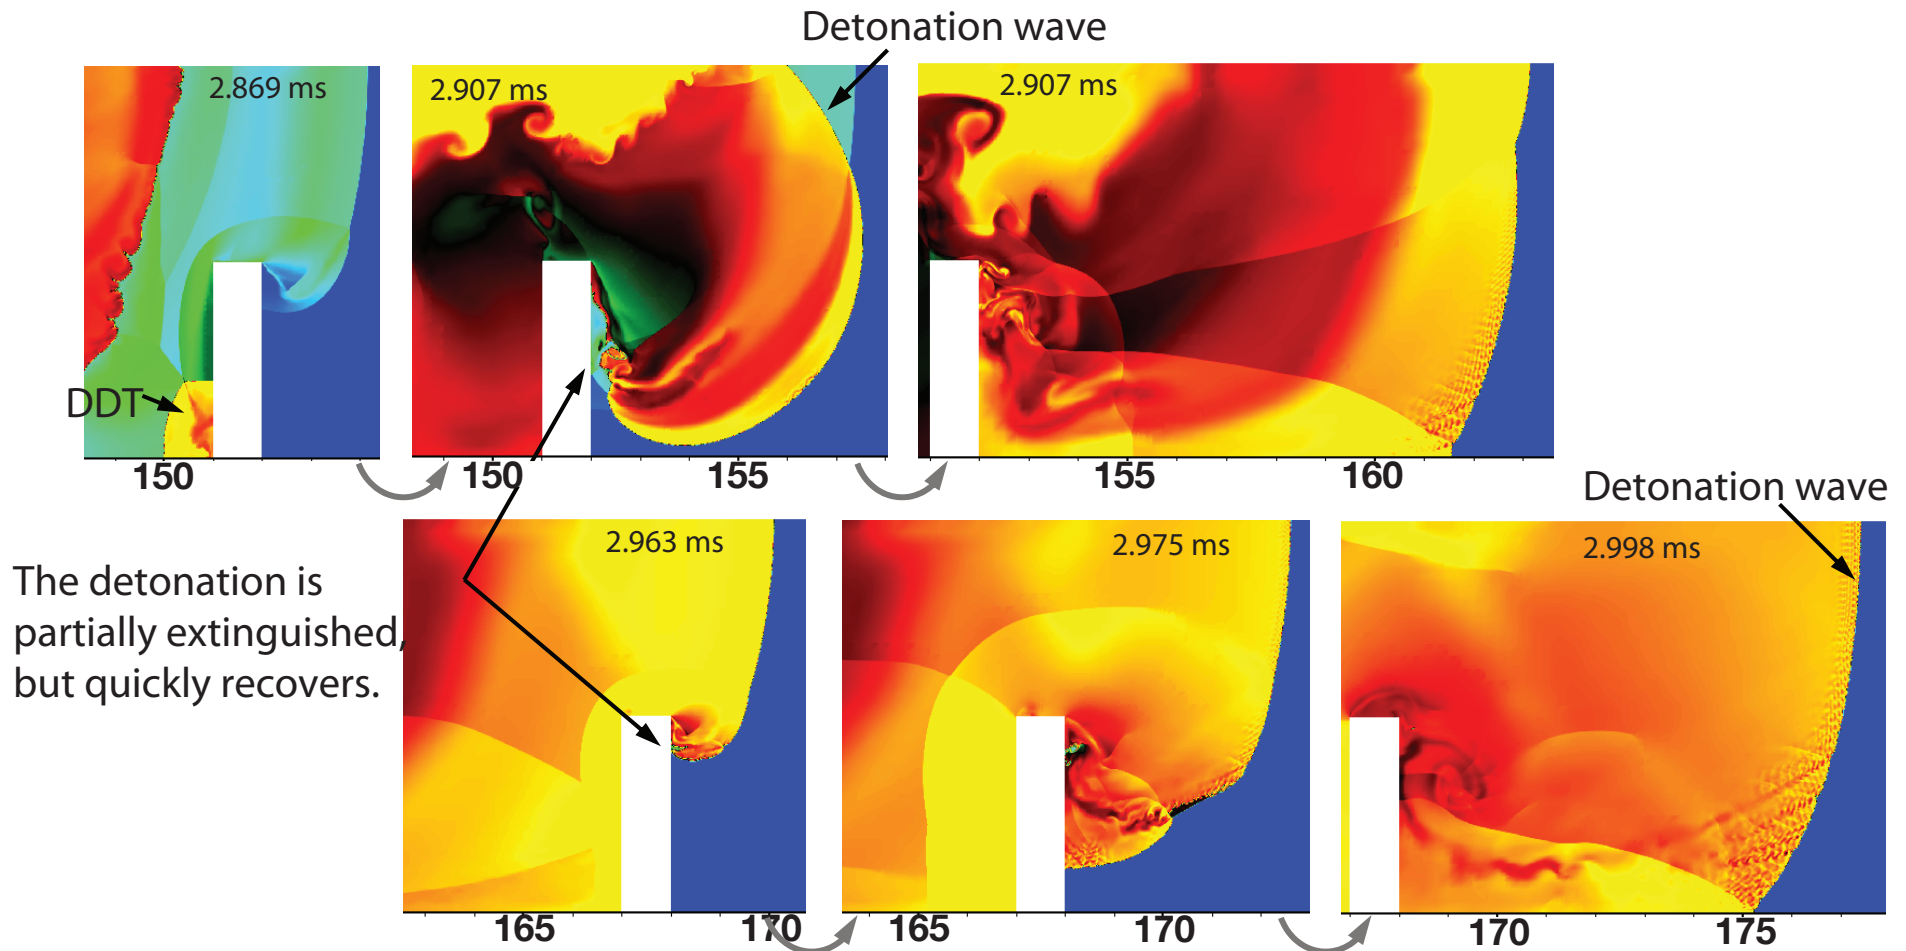 Detonation wave
2.869 ms
2.907 ms
2.907 ms
DDT
150
150
155
155
160
Detonation wave
2.963 ms
2.975 ms
2.998 ms
The detonation is
partially extinguished,
but quickly recovers.
165
170
165
170
170
175